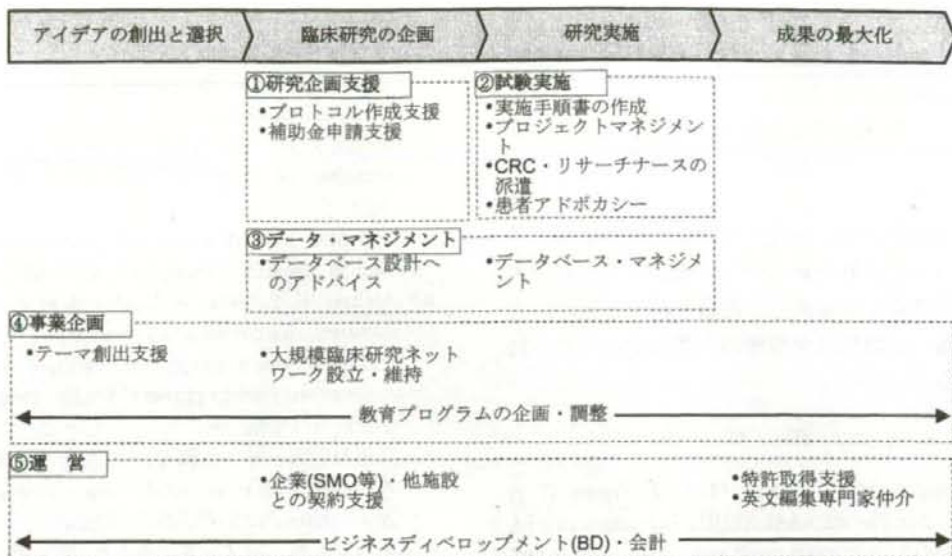 アイデアの創出と選択
臨床研究の企画
研究実施
成果の最大化
①研究企画支援
•プロトコル作成支援
•補助金申請支援
②試験実施
•実施手順書の作成
•プロジェクトマネジメン
ト
•CRC・リサーチナースの
派遣
•患者アドボカシー
③データ・マネジメント
•データベース設計へ
のアドバイス
•データベース・マネジメ
ント
④事業企画
•テーマ創出支援
•大規模臨床研究ネット
ワーク設立・維持
教育プログラムの企画・調整
⑤運 営
•企業(SMO等)・他施設
との契約支援
•特許取得支援
•英文編集専門家仲介
ビジネスディベロップメント(BD)・会計